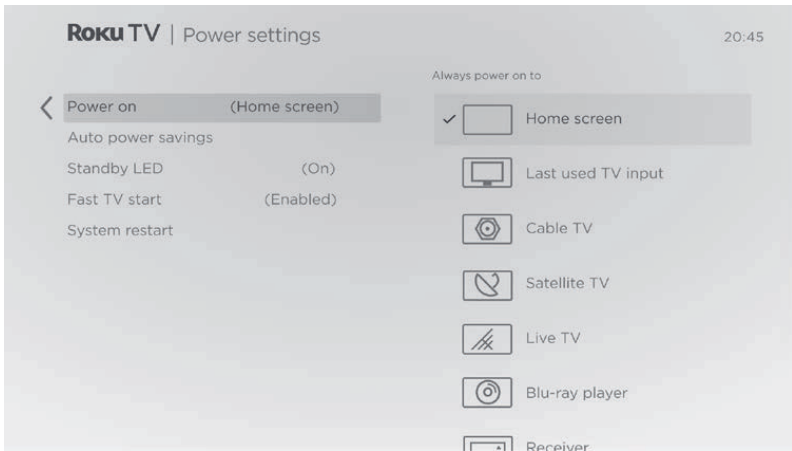 Roku TV | Power settings
20:45
Always power on to
Power on (Home screen)
Auto power savings
Standby LED (On)
Fast TV start (Enabled)
System restart
Home screen
Last used TV input
Cable TV
Satellite TV
Live TV
Blu-ray player
Receiver